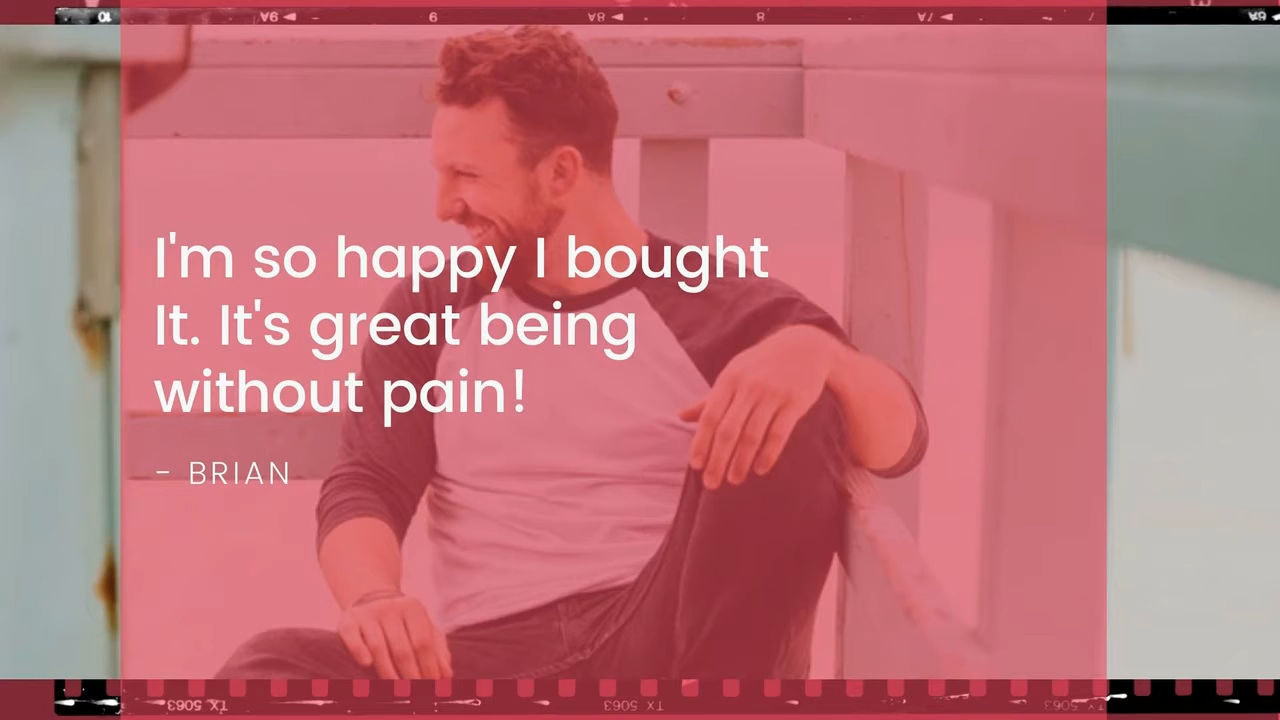 I'm so happy I bought
It. It's great being
without pain!
- BRIAN